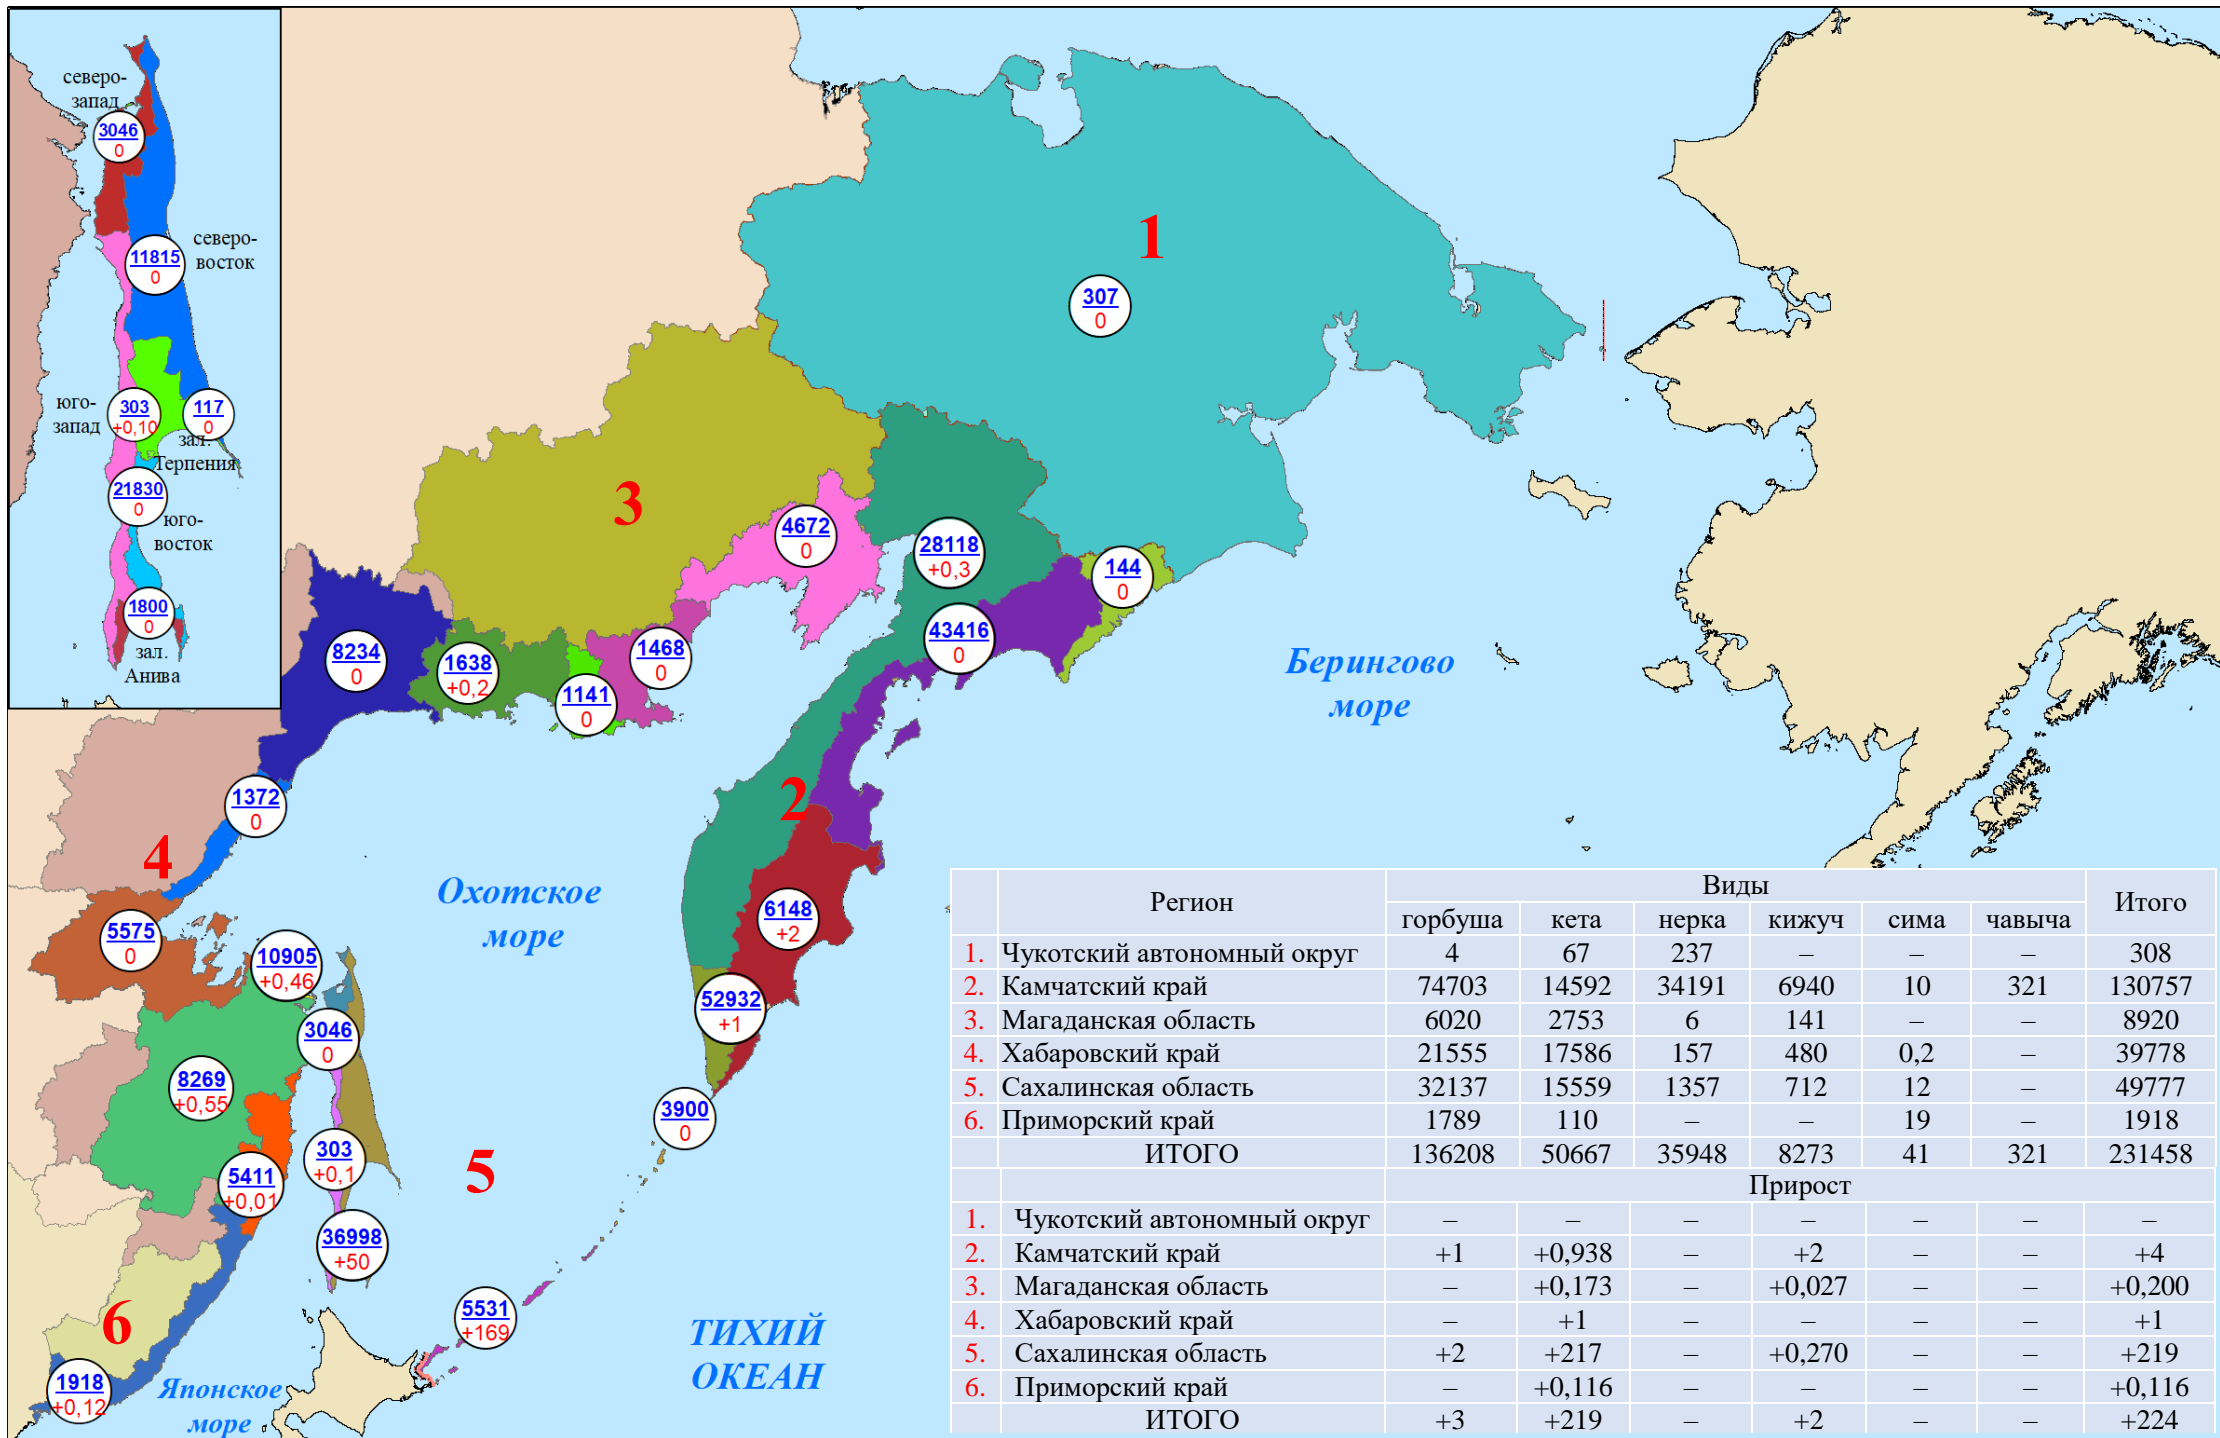 северо-
запад
3046
0
северо-
восток
11815
0
юго-
запад
303
+0,10
117
0
зал.
Терпения
21830
0
юго-
восток
1800
0
зал.
Анива
1
307
0
3
4672
0
28118
+0,3
144
0
43416
0
8234
0
1638
+0,2
1141
0
1468
0
Берингово
море
1372
0
4
2
Охотское
море
6148
+2
5575
0
10905
+0,46
52932
+1
3046
0
8269
+0,55
3900
0
303
+0,1
5
5411
+0,01
36998
+50
5531
+169
6
1918
+0,12
Японское
море
ТИХИЙ
ОКЕАН
Регион Виды Итого
горбуша кета нерка кижуч сима чавыча
1. Чукотский автономный округ 4 67 237 – – – 308
2. Камчатский край 74703 14592 34191 6940 10 321 130757
3. Магаданская область 6020 2753 6 141 – – 8920
4. Хабаровский край 21555 17586 157 480 0,2 – 39778
5. Сахалинская область 32137 15559 1357 712 12 – 49777
6. Приморский край 1789 110 – – 19 – 1918
ИТОГО 136208 50667 35948 8273 41 321 231458
Прирост
1. Чукотский автономный округ – – – – – – –
2. Камчатский край +1 +0,938 – +2 – – +4
3. Магаданская область – +0,173 – +0,027 – – +0,200
4. Хабаровский край – +1 – – – – +1
5. Сахалинская область +2 +217 – +0,270 – – +219
6. Приморский край – +0,116 – – – – +0,116
ИТОГО +3 +219 – +2 – – +224